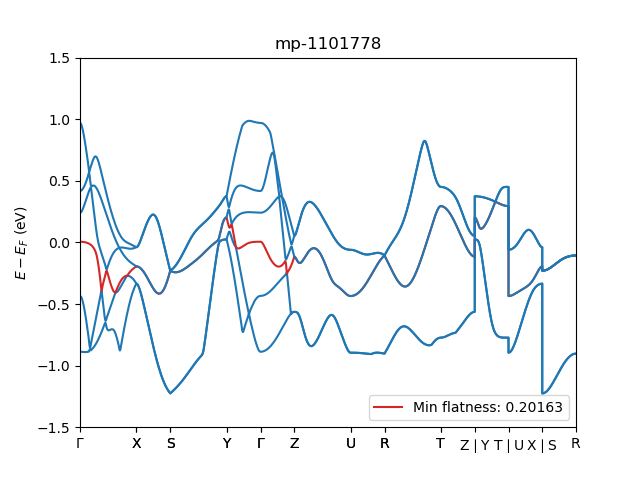 mp-1101778
E − E_F (eV)
1.5
1.0
0.5
0.0
−0.5
−1.0
−1.5
Min flatness: 0.20163
Γ X S Y Γ Z U R T Z | Y T | U X | S R